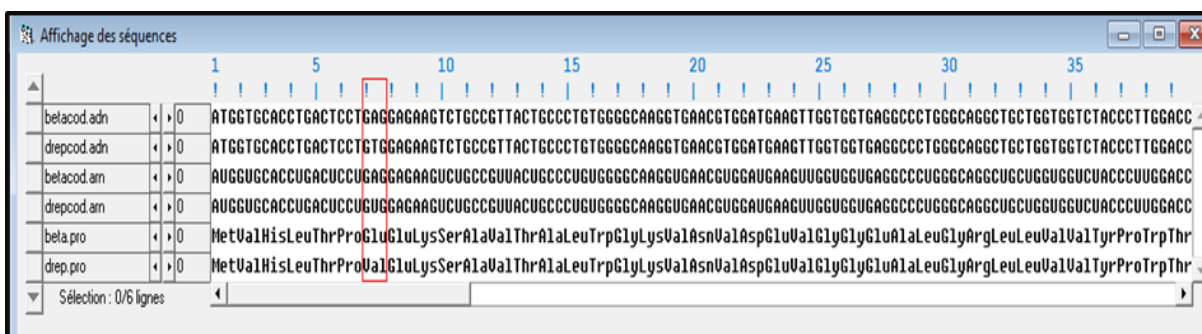 Affichage des séquences
1 5 10 15 20 25 30 35
betacod.adn 0 ATGGTGCACCTGACTCCTGAGGAGAAGTCTGCCGTTACTGCCCTGTGGGGCAAGGTGAACGTGGATGAAGTTGGTGGTGAGGCCCTGGGCAGGCTGCTGGTGGTCTACCCTTGGACC
drepcod.adn 0 ATGGTGCACCTGACTCCTGTGGAGAAGTCTGCCGTTACTGCCCTGTGGGGCAAGGTGAACGTGGATGAAGTTGGTGGTGAGGCCCTGGGCAGGCTGCTGGTGGTCTACCCTTGGACC
betacod.arn 0 AUGGUGCACCUGACUCCUGAGGAGAAGUCUGCCGUUACUGCCCUGUGGGGCAAGGUGAACGUGGAUGAAGUUGGUGGUGAGGCCCUGGGCAGGCUGCUGGUGGUCUACCCUUGGACC
drepcod.arn 0 AUGGUGCACCUGACUCCUGUGGAGAAGUCUGCCGUUACUGCCCUGUGGGGCAAGGUGAACGUGGAUGAAGUUGGUGGUGAGGCCCUGGGCAGGCUGCUGGUGGUCUACCCUUGGACC
beta.pro 0 MetValHisLeuThrProGluGluLysSerAlaValThrAlaLeuTrpGlyLysValAsnValAspGluValGlyGlyGluAlaLeuGlyArgLeuLeuValValTyrProTrpThr
drep.pro 0 MetValHisLeuThrProValGluLysSerAlaValThrAlaLeuTrpGlyLysValAsnValAspGluValGlyGlyGluAlaLeuGlyArgLeuLeuValValTyrProTrpThr
Sélection : 0/6 lignes